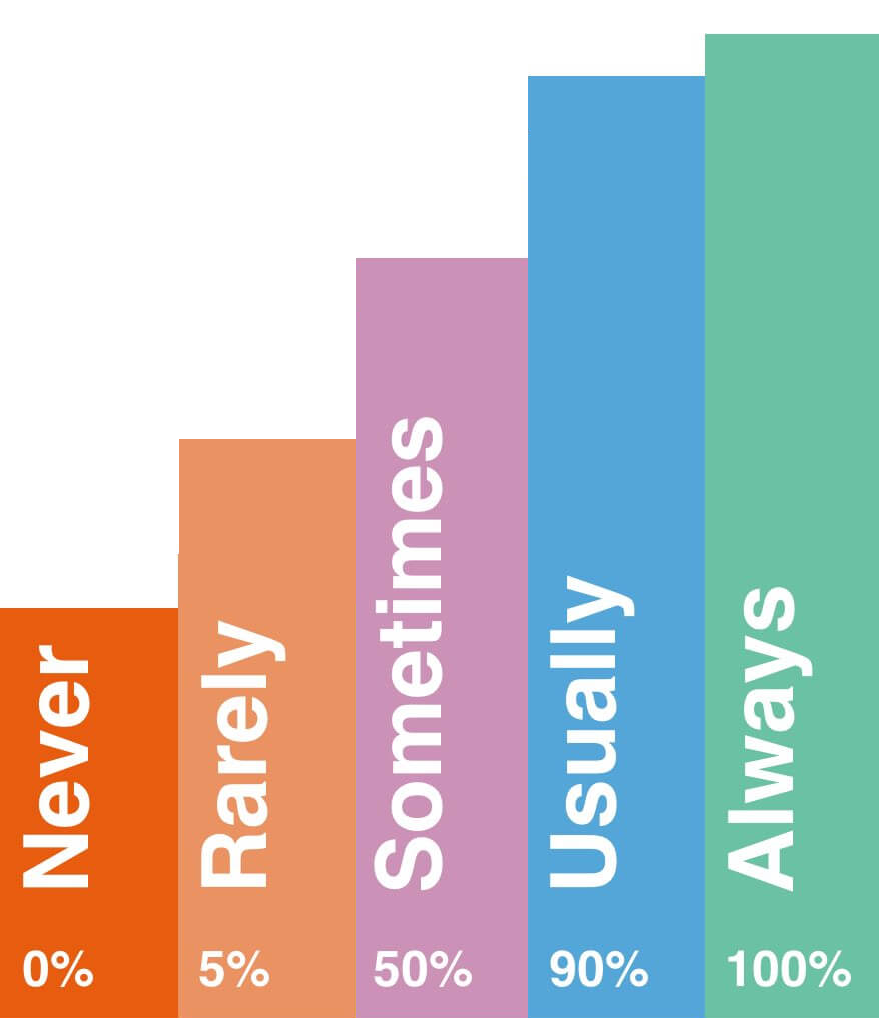 Never
0%
Rarely
5%
Sometimes
50%
Usually
90%
Always
100%